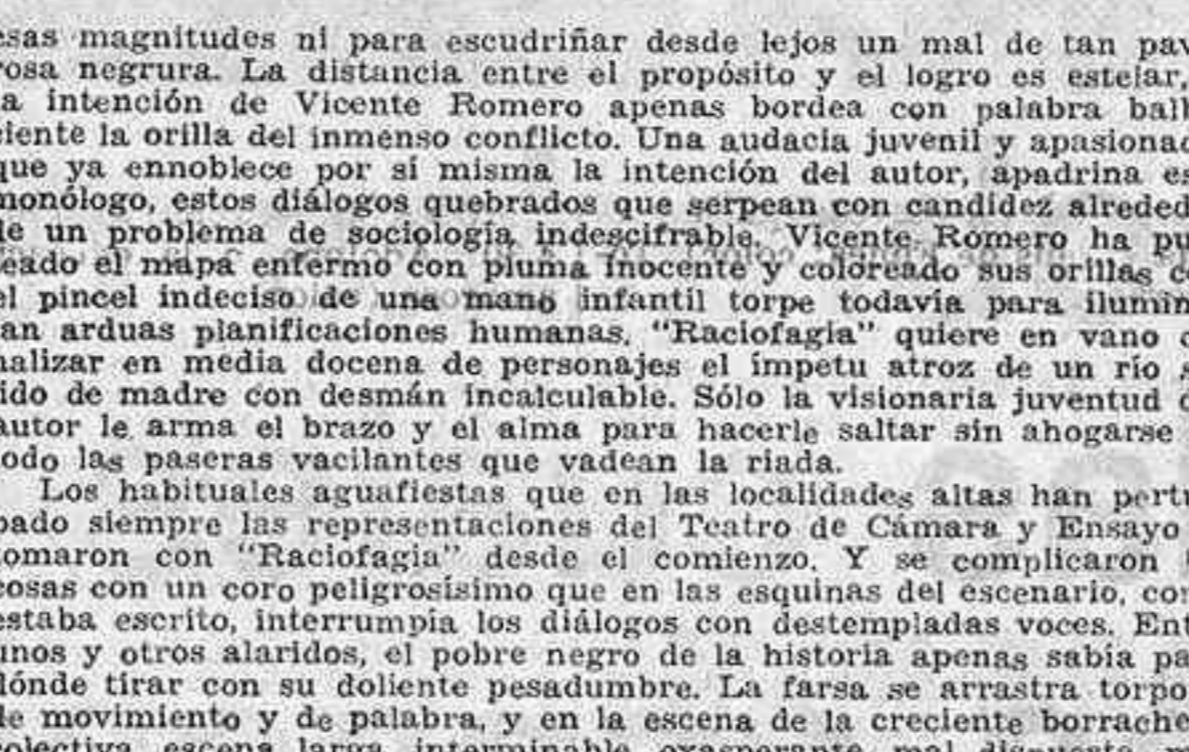 esas magnitudes ni para escudriñar desde lejos un mal de tan pav
rosa negrura. La distancia entre el propósito y el logro es estelar,
a intención de Vicente Romero apenas bordea con palabra balb
ciente la orilla del inmenso conflicto. Una audacia juvenil y apasionad
que ya ennoblece por sí misma la intención del autor, apadrina es
monólogo, estos diálogos quebrados que serpean con candidez alreded
de un problema de sociología indescifrable. Vicente Romero ha pu
eado el mapa enfermo con pluma inocente y coloreado sus orillas co
el pincel indeciso de una mano infantil torpe todavía para ilumin
an arduas planificaciones humanas. "Raciofagia" quiere en vano c
nalizar en media docena de personajes el ímpetu atroz de un río s
ido de madre con desmán incalculable. Sólo la visionaria juventud d
autor le arma el brazo y el alma para hacerle saltar sin ahogarse
odo las paseras vacilantes que vadean la riada.
Los habituales aguafiestas que en las localidades altas han pertu
bado siempre las representaciones del Teatro de Cámara y Ensayo
tomaron con "Raciofagia" desde el comienzo. Y se complicaron
cosas con un coro peligrosísimo que en las esquinas del escenario, com
estaba escrito, interrumpía los diálogos con destempladas voces. Ent
unos y otros alaridos, el pobre negro de la historia apenas sabía pa
dónde tirar con su doliente pesadumbre. La farsa se arrastra torpo
de movimiento y de palabra, y en la escena de la creciente borrache
colectiva, escena larga, interminable, exasperante, mal